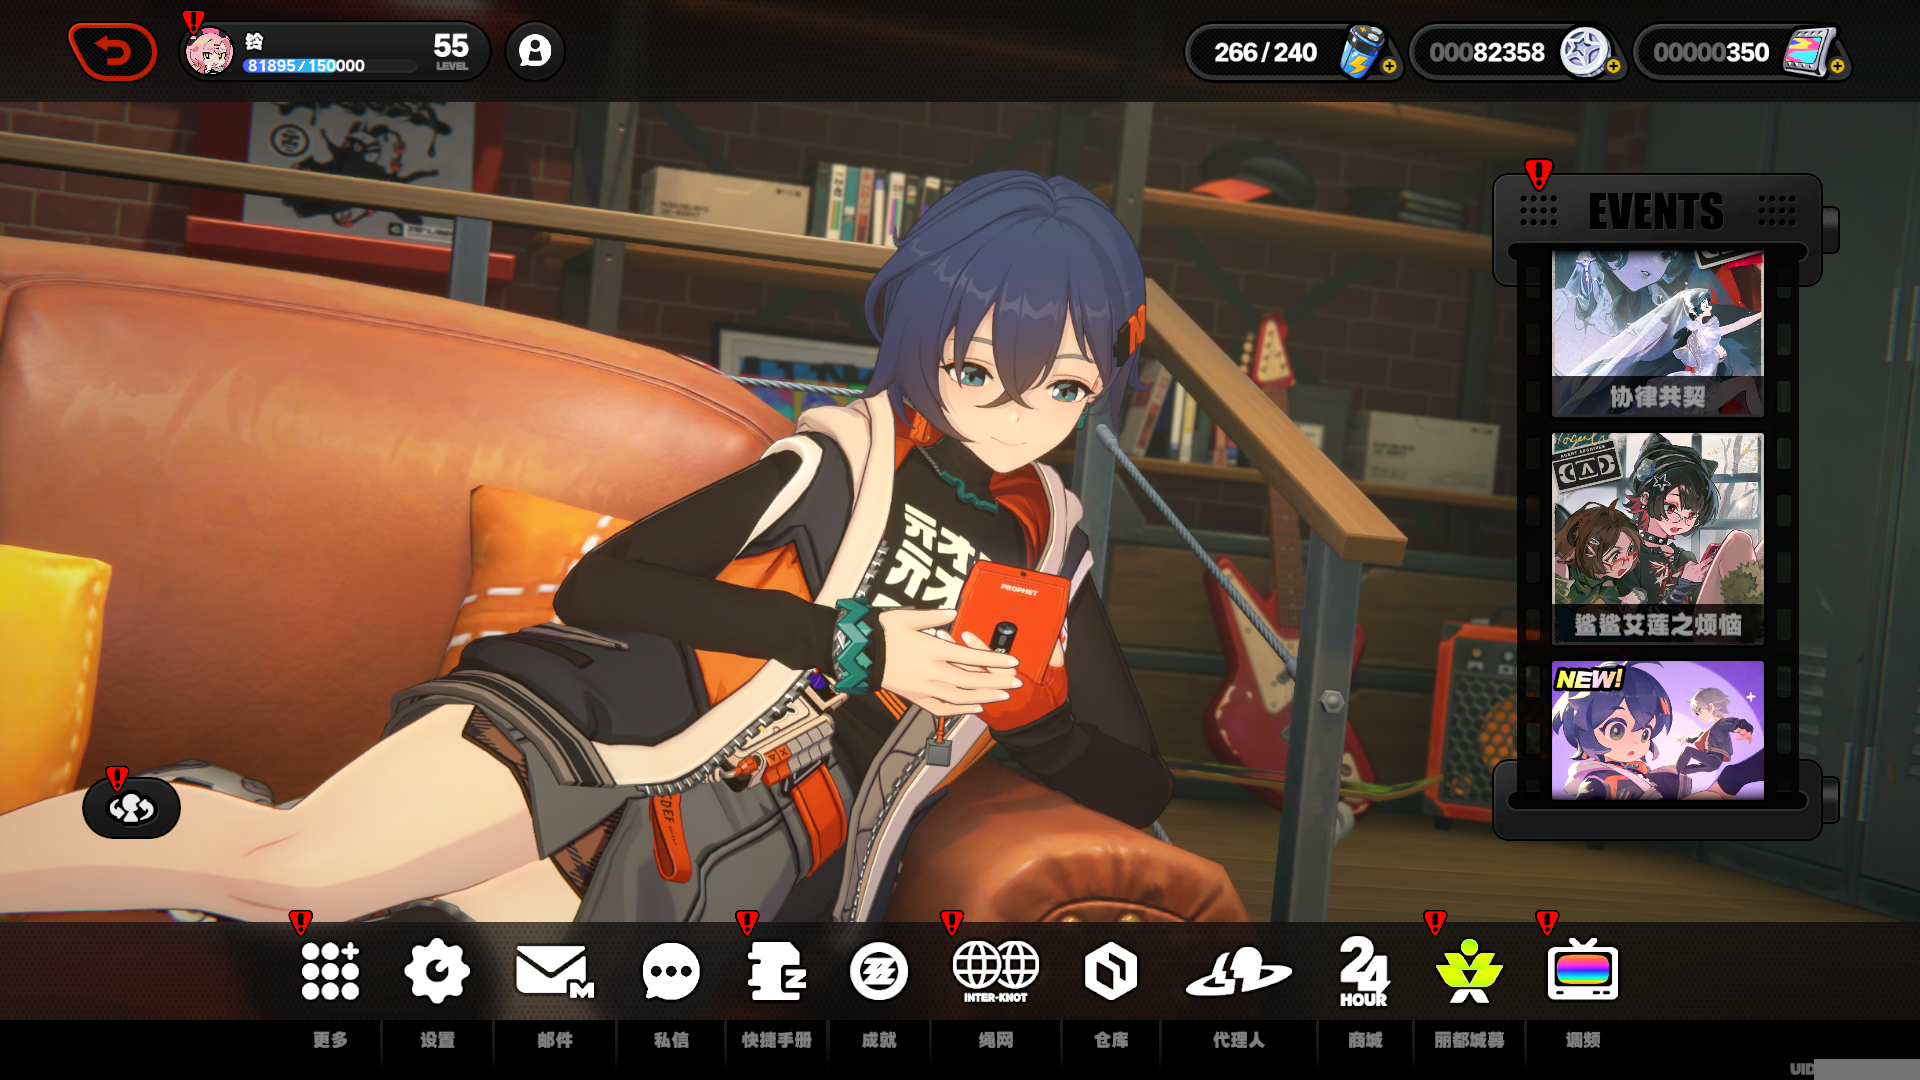 铃
81895/150000
55
LEVEL
266/240
00082358
00000350
EVENTS
协律共契
鲨鲨艾莲之烦恼
NEW!
PROPHET
M
INTER-KNOT
24
HOUR
更多
设置
邮件
私信
快捷手册
成就
绳网
仓库
代理人
商城
丽都城募
调频
UID